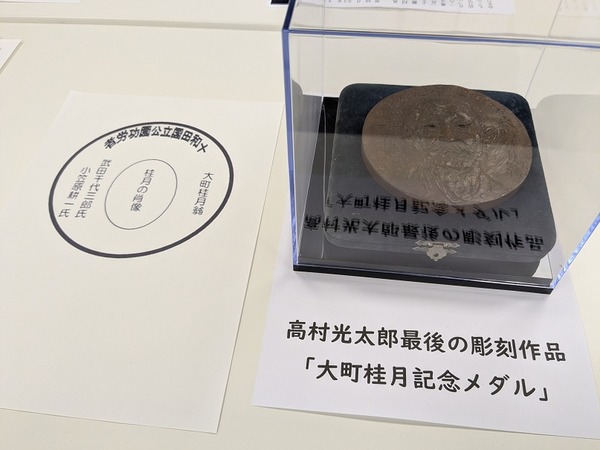 十和田国立公園功労者
大町桂月翁
桂月の肖像
武田千代三郎氏
小笠原耕一氏
高村光太郎最後の彫刻作品
「大町桂月記念メダル」